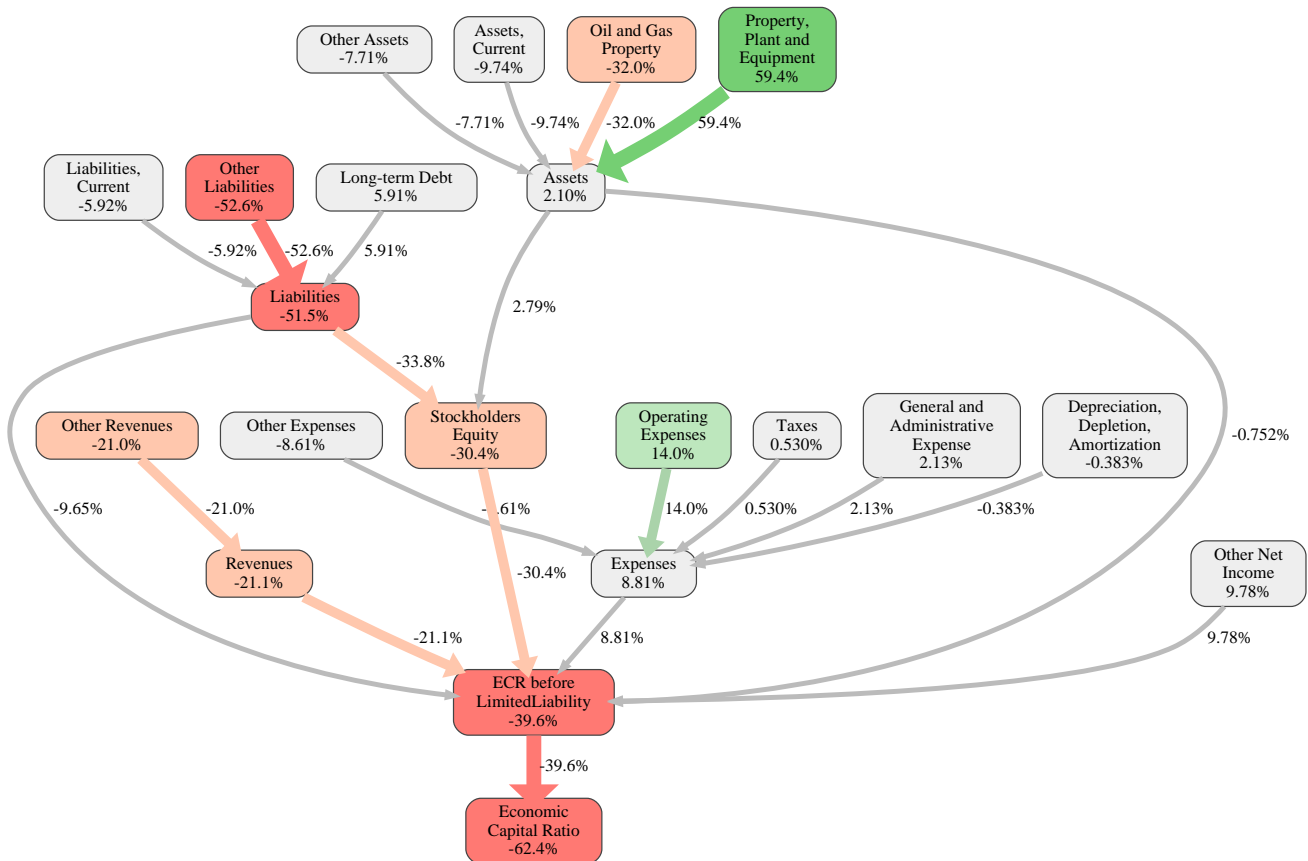 Other Assets
-7.71%
Assets,
Current
-9.74%
Oil and Gas
Property
-32.0%
Property,
Plant and
Equipment
59.4%
-7.71%
-9.74%
-32.0%
59.4%
Liabilities,
Current
-5.92%
Other
Liabilities
-52.6%
Long-term Debt
5.91%
Assets
2.10%
-5.92%
-52.6%
5.91%
Liabilities
-51.5%
2.79%
-33.8%
Other Revenues
-21.0%
Other Expenses
-8.61%
Stockholders
Equity
-30.4%
Operating
Expenses
14.0%
Taxes
0.530%
General and
Administrative
Expense
2.13%
Depreciation,
Depletion,
Amortization
-0.383%
-0.752%
-9.65%
-21.0%
-8.61%
14.0%
0.530%
2.13%
-0.383%
Revenues
-21.1%
-30.4%
Expenses
8.81%
Other Net
Income
9.78%
-21.1%
8.81%
9.78%
ECR before
LimitedLiability
-39.6%
-39.6%
Economic
Capital Ratio
-62.4%